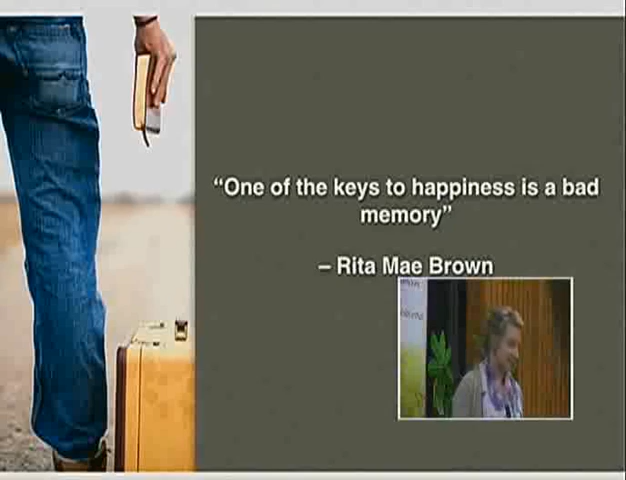 “One of the keys to happiness is a bad
memory”
– Rita Mae Brown